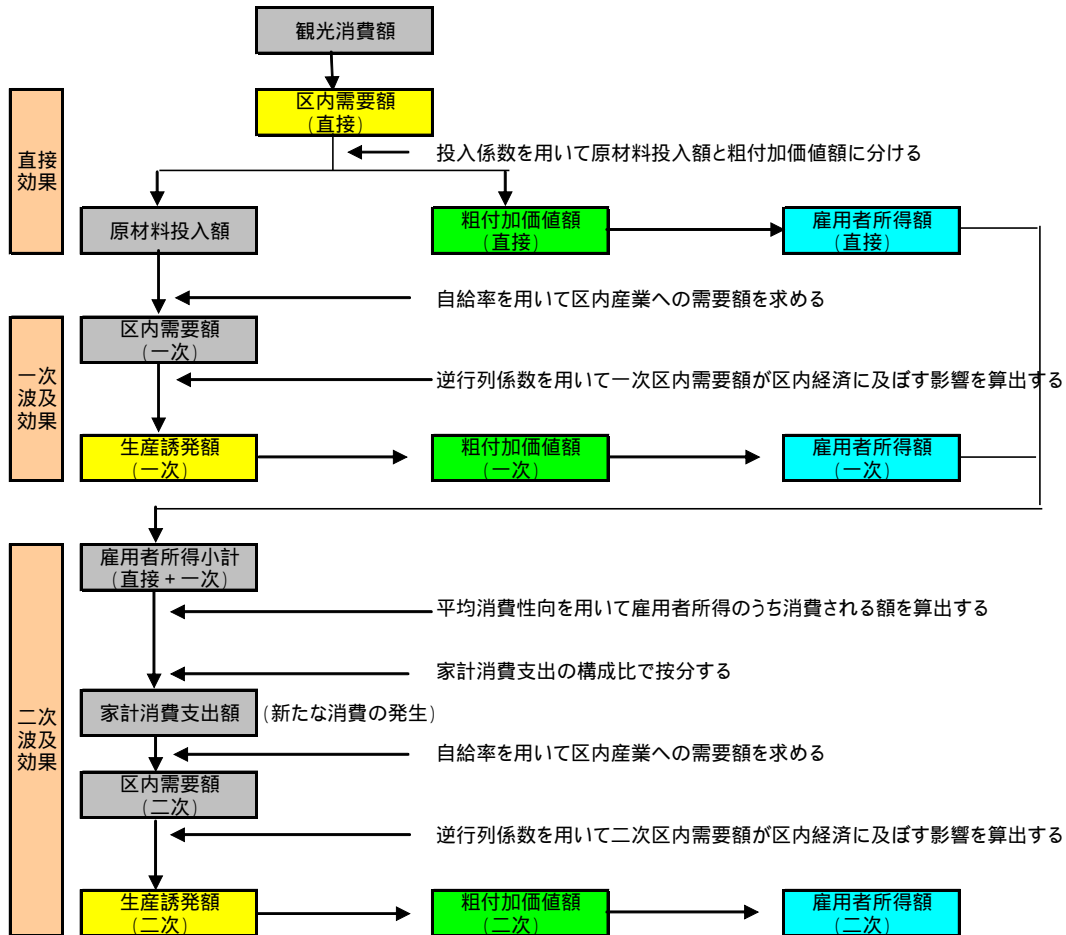 観光消費額
区内需要額
(直接)
直接
効果
投入係数を用いて原材料投入額と粗付加価値額に分ける
原材料投入額
粗付加価値額
(直接)
雇用者所得額
(直接)
自給率を用いて区内産業への需要額を求める
一次
波及
効果
区内需要額
(一次)
逆行列係数を用いて一次区内需要額が区内経済に及ぼす影響を算出する
生産誘発額
(一次)
粗付加価値額
(一次)
雇用者所得額
(一次)
二次
波及
効果
雇用者所得小計
(直接+一次)
平均消費性向を用いて雇用者所得のうち消費される額を算出する
家計消費支出の構成比で按分する
家計消費支出額 (新たな消費の発生)
自給率を用いて区内産業への需要額を求める
区内需要額
(二次)
逆行列係数を用いて二次区内需要額が区内経済に及ぼす影響を算出する
生産誘発額
(二次)
粗付加価値額
(二次)
雇用者所得額
(二次)